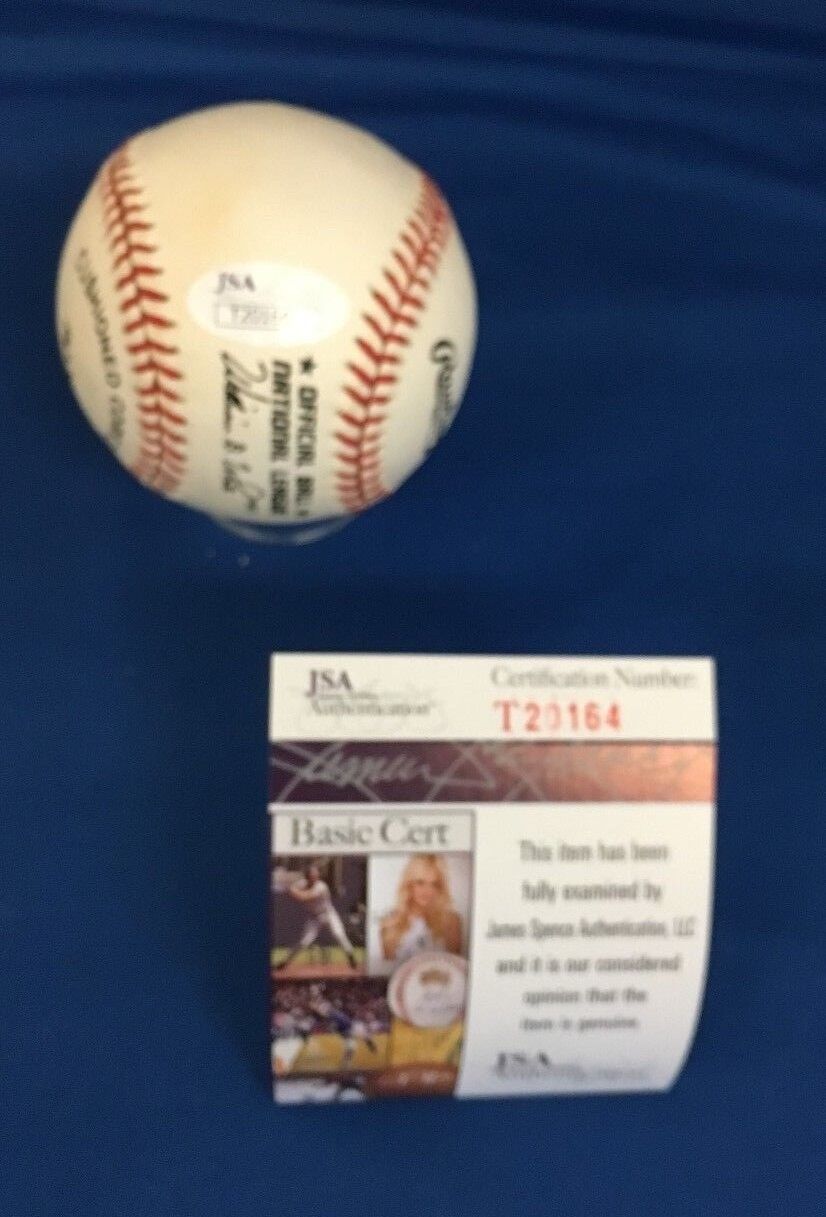 JSA
★ OFFICIAL BALL
NATIONAL LEAGUE
CUSHIONED
JSA
Authentication
Certification Number:
T20164
Basic Cert
This item has been
fully examined by
James Spence Authentication, LLC
and it is our considered
opinion that the
item is genuine.
JSA